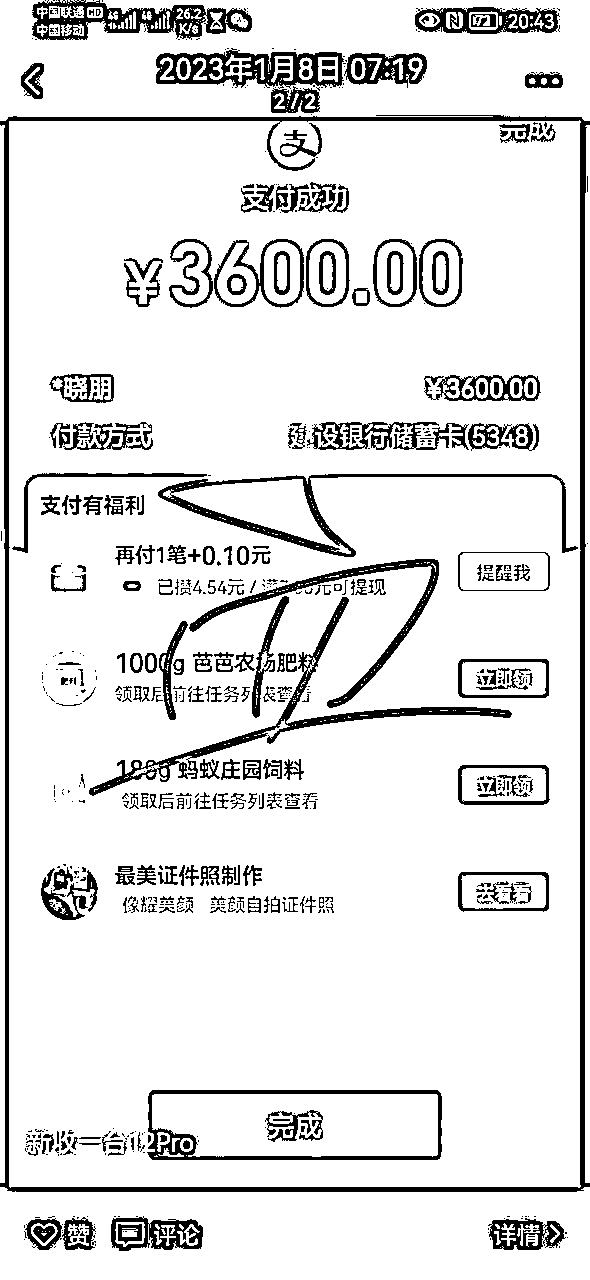 中国联通 HD 4G 4G 26.2 K/s 20:43
中国移动
2023年1月8日 07:19
2/2
完成
支
支付成功
¥3600.00
*晓朋 ¥3600.00
付款方式 建设银行储蓄卡(5348)
支付有福利
再付1笔+0.10元 提醒我
已攒4.54元 / 元可提现
1000g 芭芭农场肥料 立即领
领取后前往任务列表查看
186g 蚂蚁庄园饲料 立即领
领取后前往任务列表查看
最美证件照制作 去看看
像耀美颜 美颜自拍证件照
完成
新收一台12Pro
赞 评论 详情